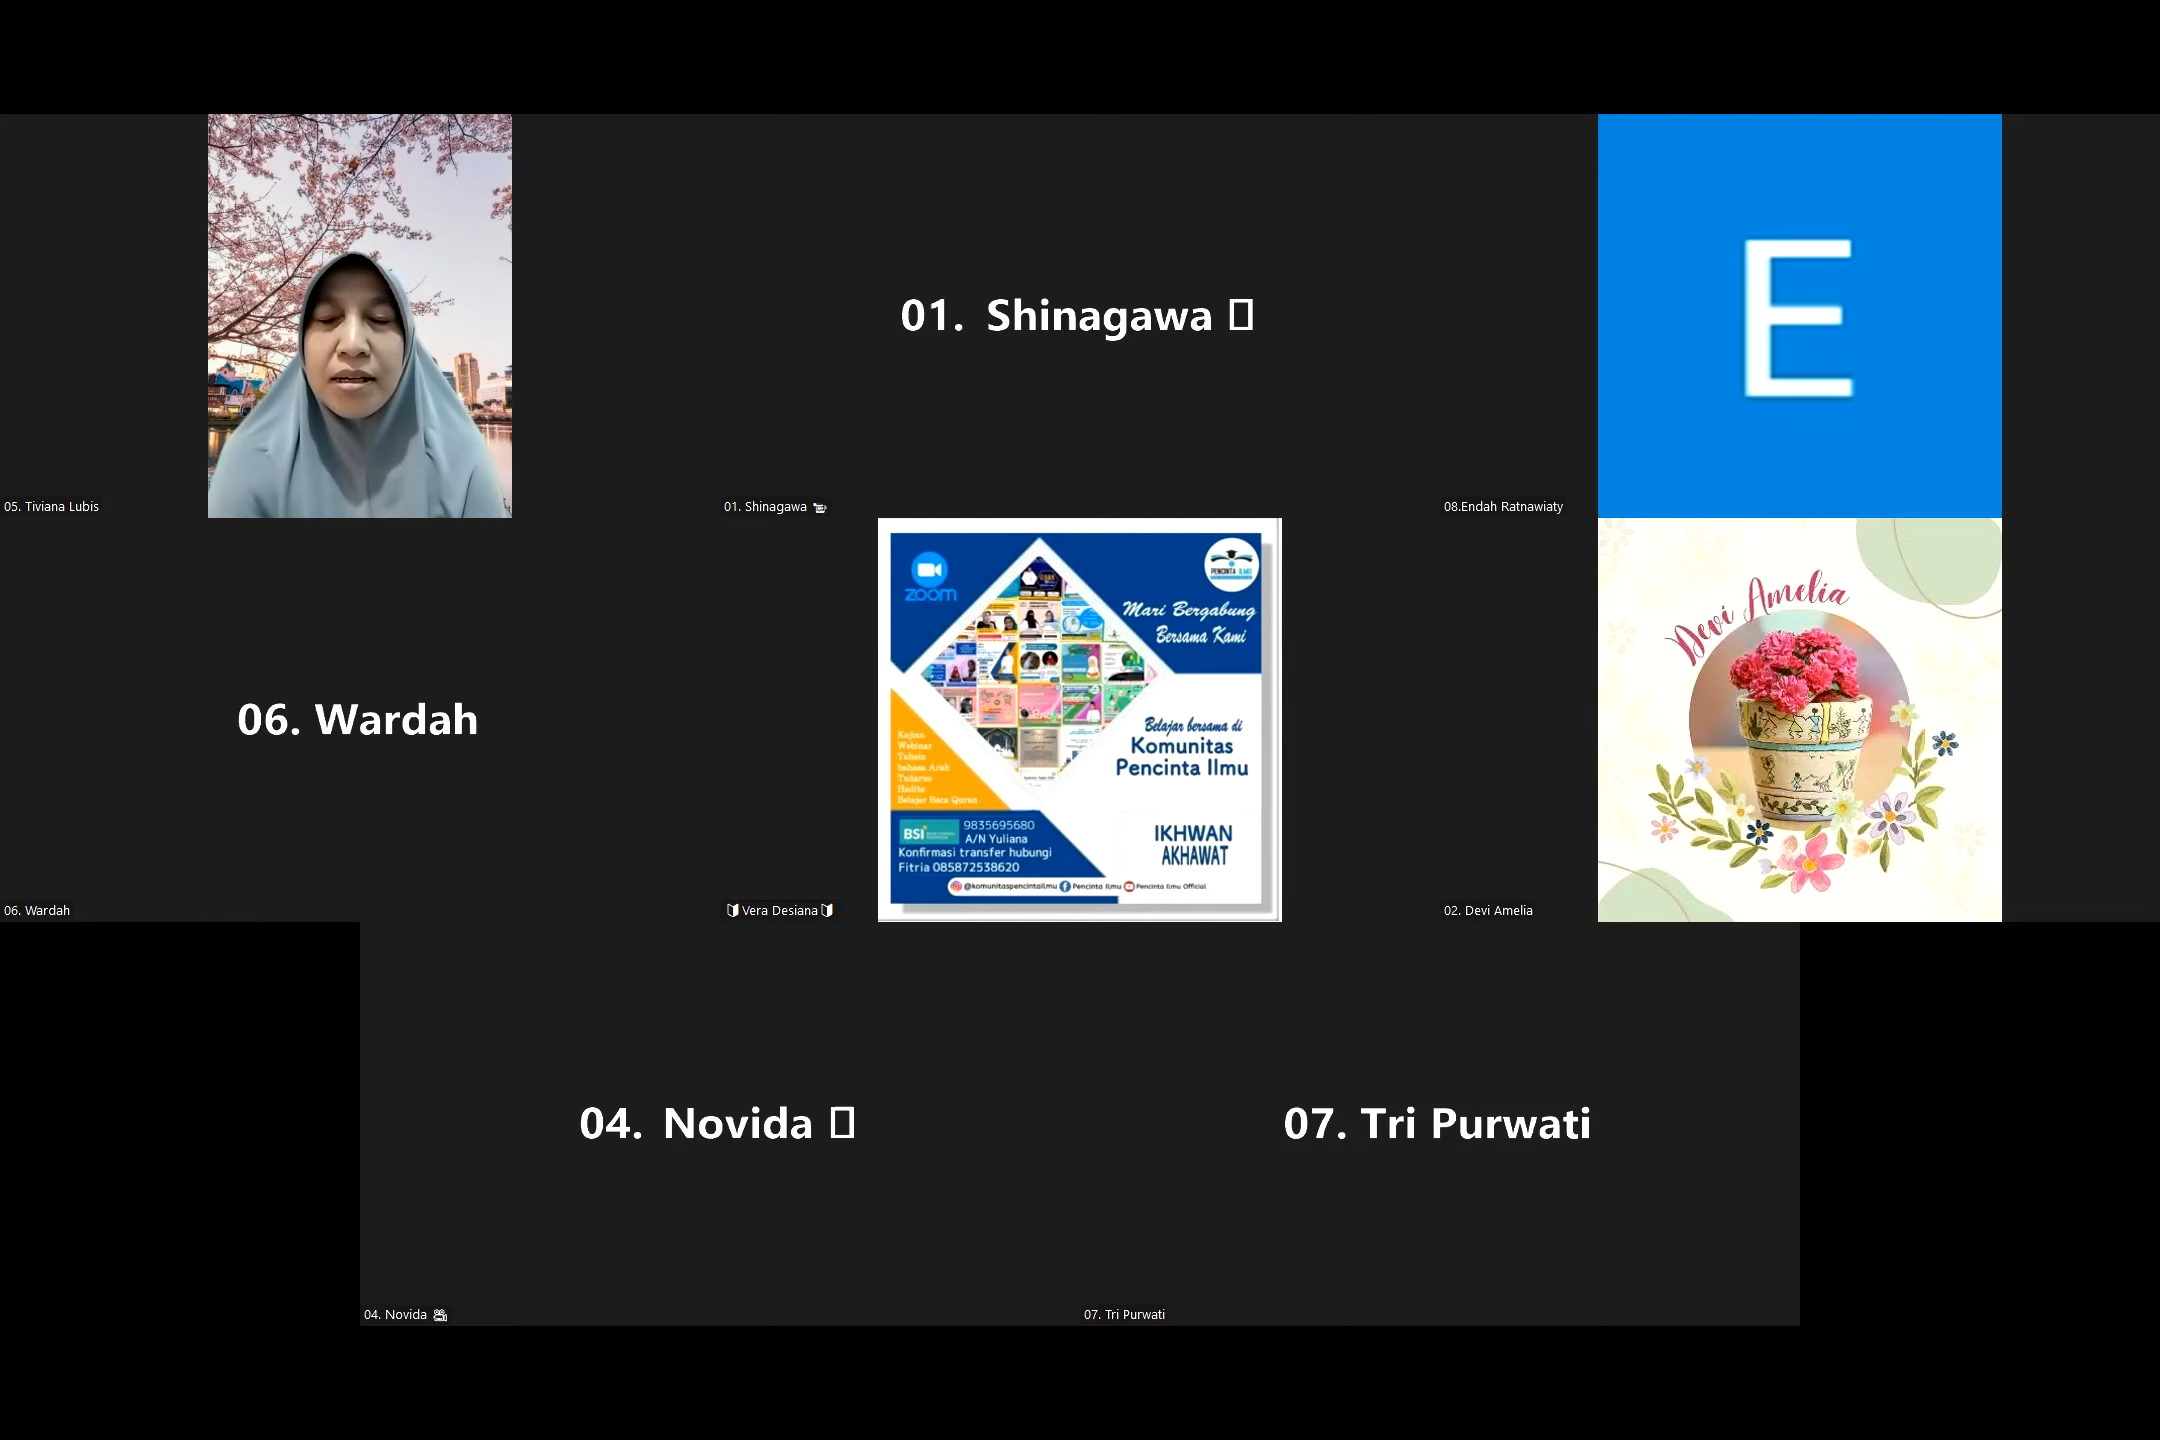 01. Shinagawa
E
05. Tiviana Lubis
01. Shinagawa
08.Endah Ratnawiaty
06. Wardah
zoom
PENCINTA ILMU
Mari Bergabung
Bersama Kami
Belajar bersama di
Komunitas
Pencinta Ilmu
Kajian
Webinar
Tahsin
bahasa Arab
Tadarus
Hadits
Belajar Baca Quran
BSI
9835695680
A/N Yuliana
Konfirmasi transfer hubungi
Fitria 085872538620
IKHWAN
AKHAWAT
@komunitaspencintailmu Pencinta Ilmu Pencinta Ilmu Official
Devi Amelia
06. Wardah
Vera Desiana
02. Devi Amelia
04. Novida
07. Tri Purwati
04. Novida
07. Tri Purwati